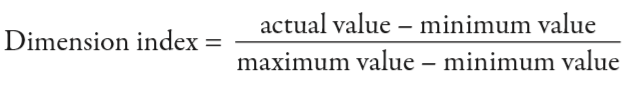 Dimension index = actual value – minimum value
maximum value – minimum value